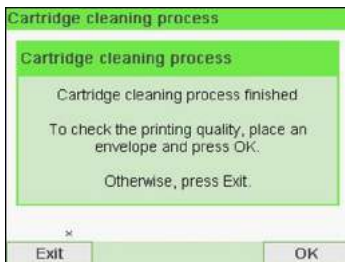 Cartridge cleaning process
Cartridge cleaning process
Cartridge cleaning process finished
To check the printing quality, place an
envelope and press OK.
Otherwise, press Exit.
×
Exit OK